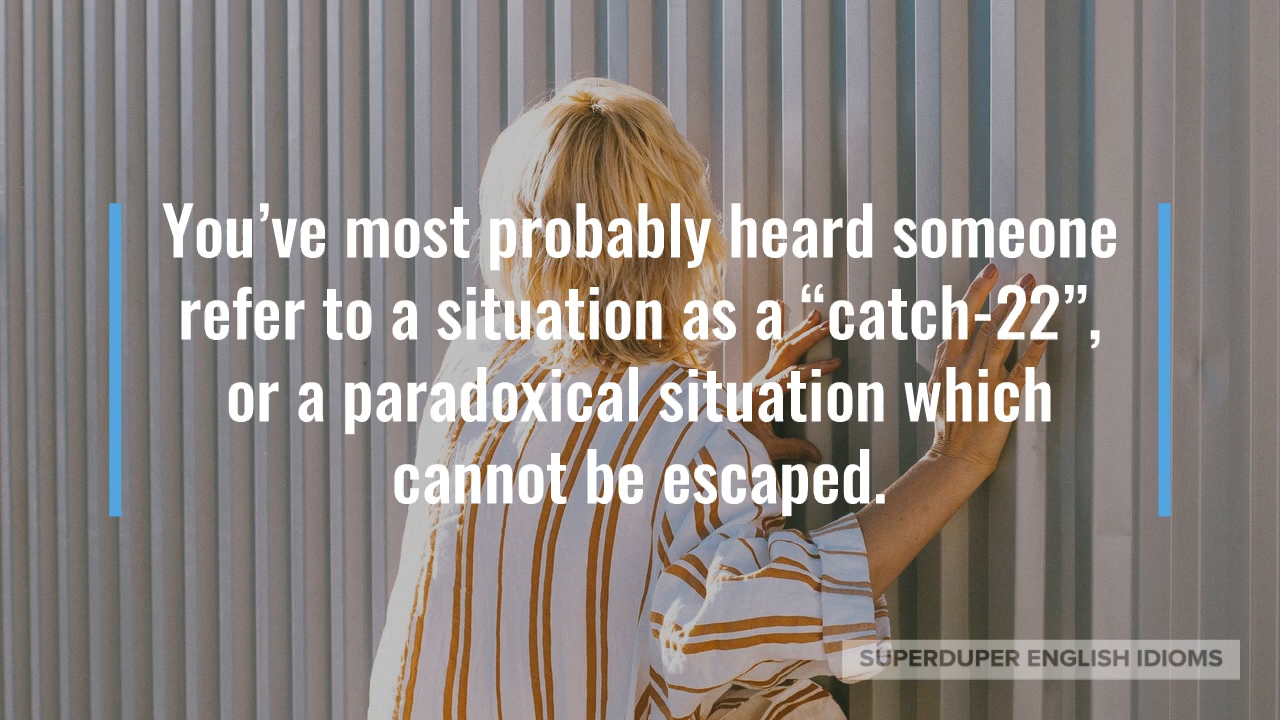 You’ve most probably heard someone
refer to a situation as a “catch-22”,
or a paradoxical situation which
cannot be escaped.
SUPERDUPER ENGLISH IDIOMS